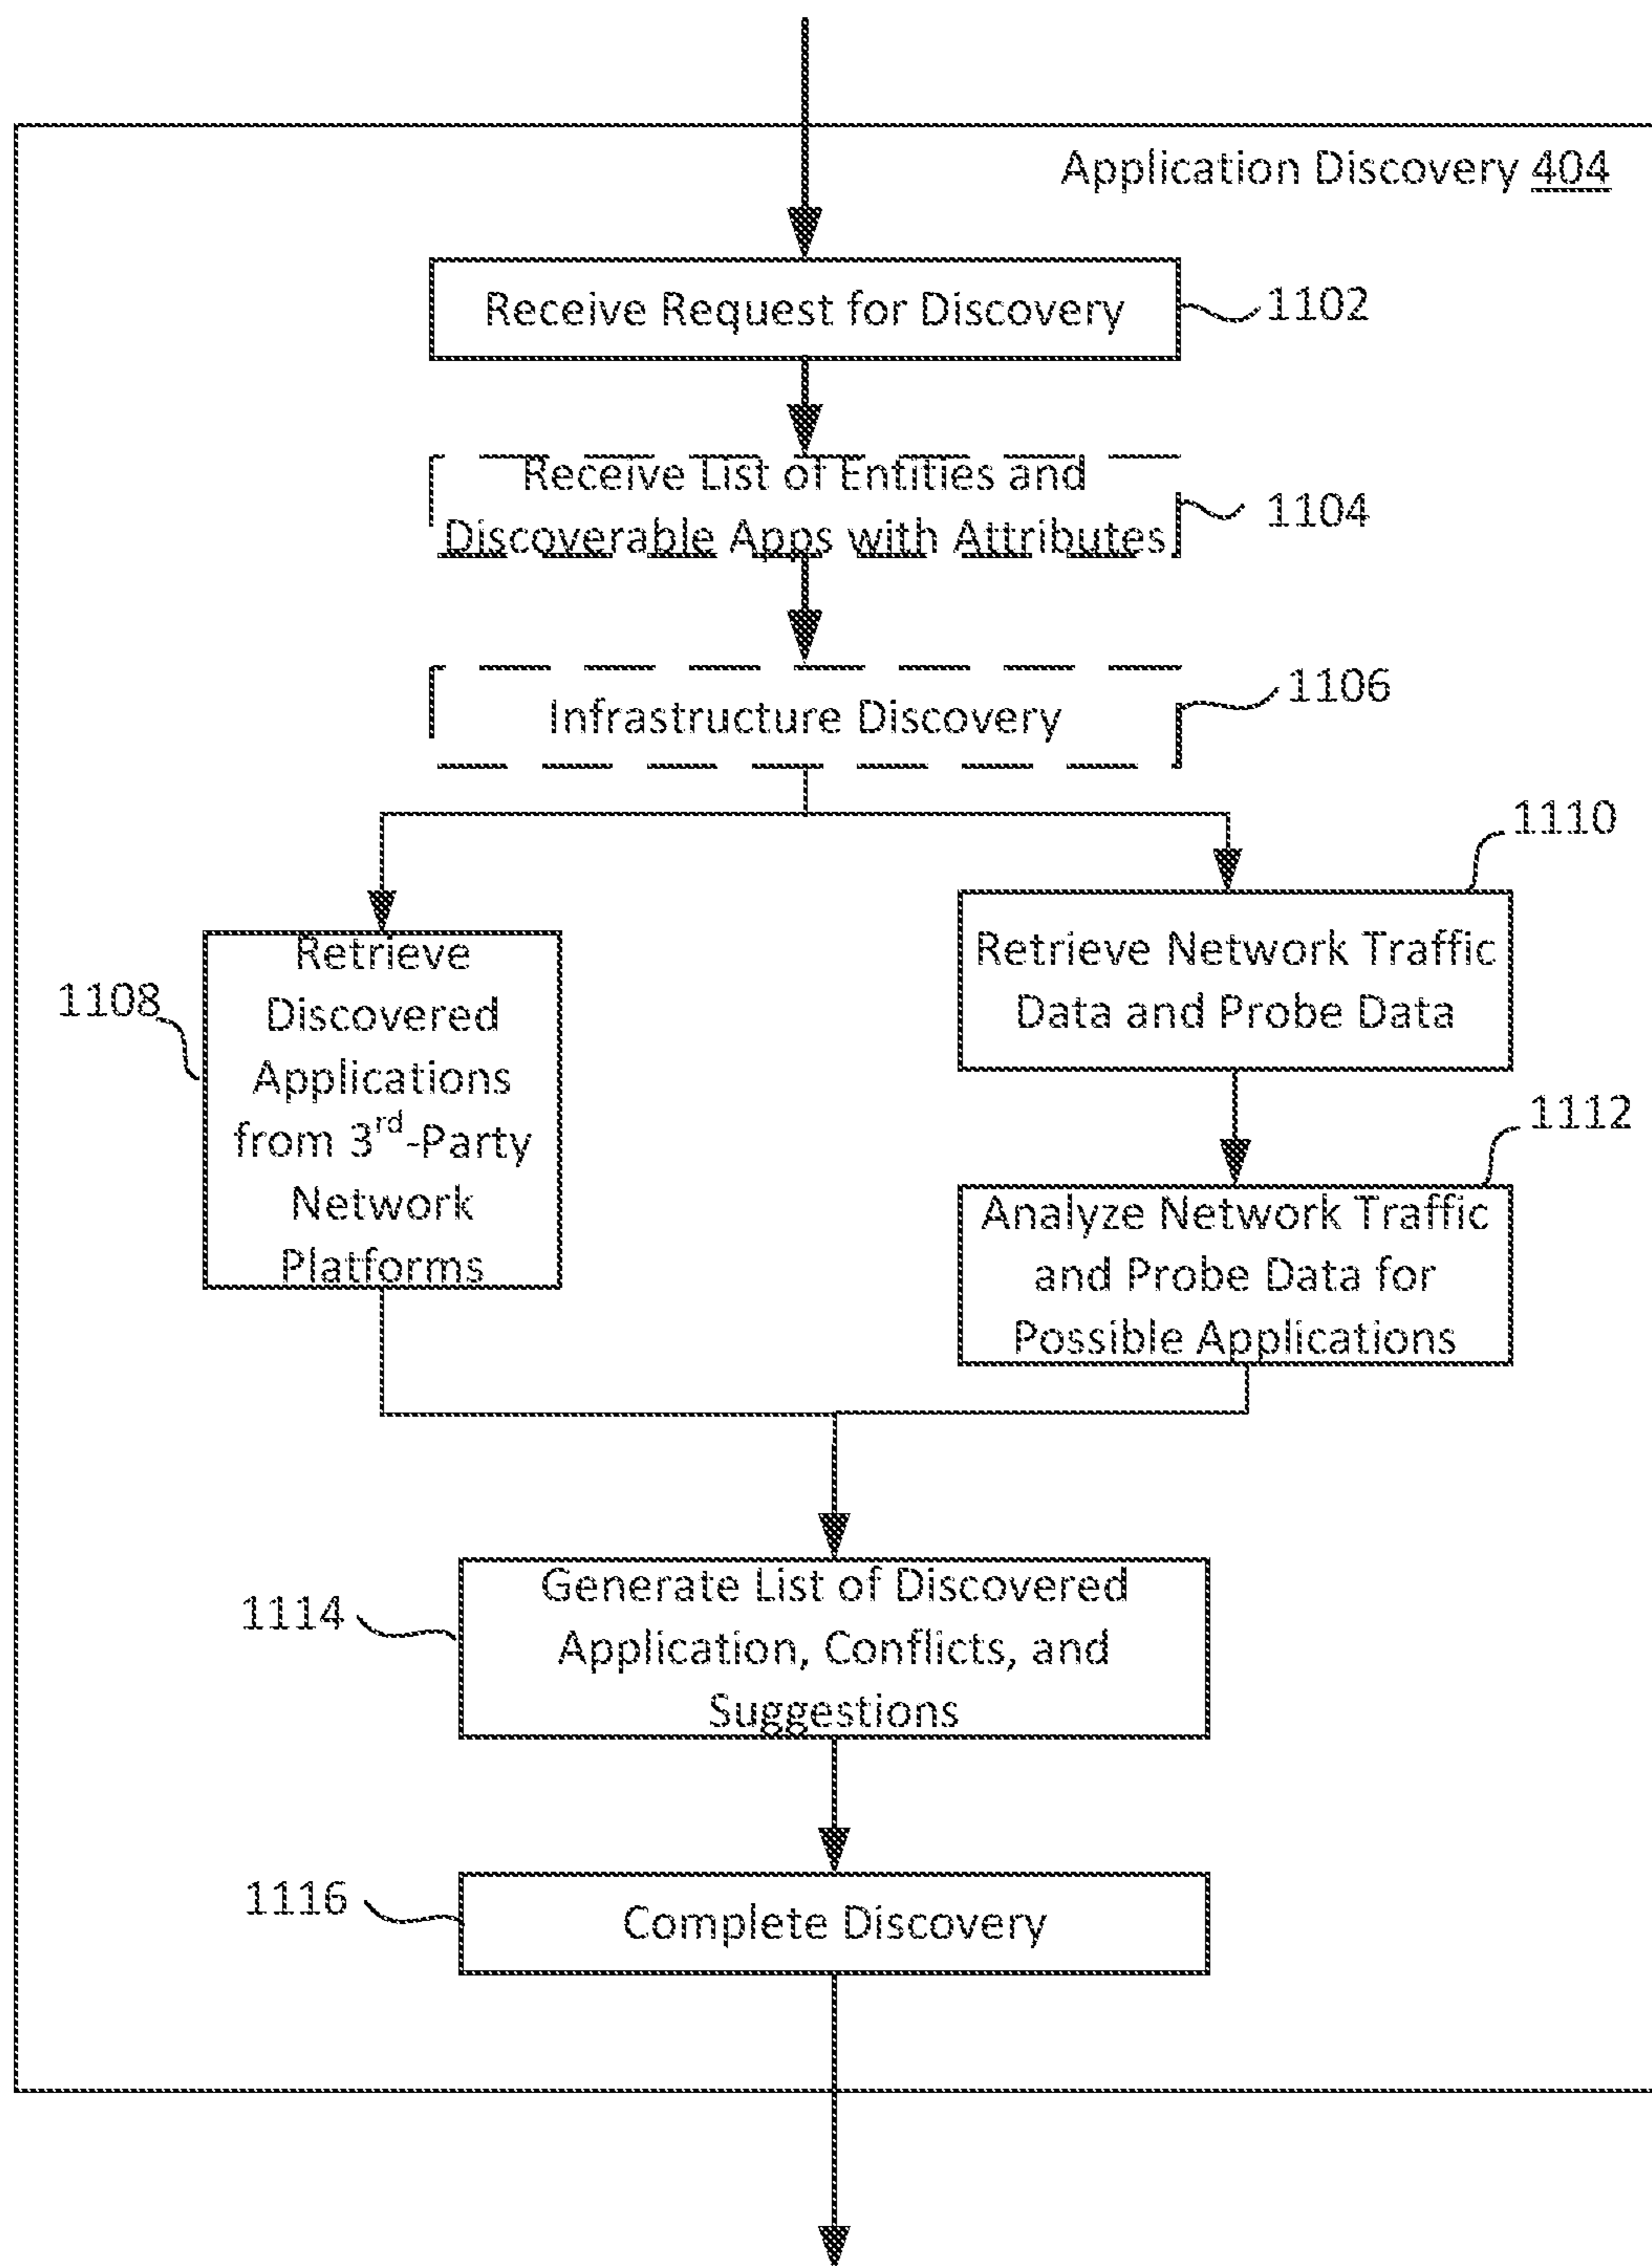 Application Discovery 404
Receive Request for Discovery
1102
Receive List of Entities and
Discoverable Apps with Attributes
1104
Infrastructure Discovery
1106
1108
Retrieve
Discovered
Applications
from 3rd-Party
Network
Platforms
1110
Retrieve Network Traffic
Data and Probe Data
1112
Analyze Network Traffic
and Probe Data for
Possible Applications
1114
Generate List of Discovered
Application, Conflicts, and
Suggestions
1116
Complete Discovery